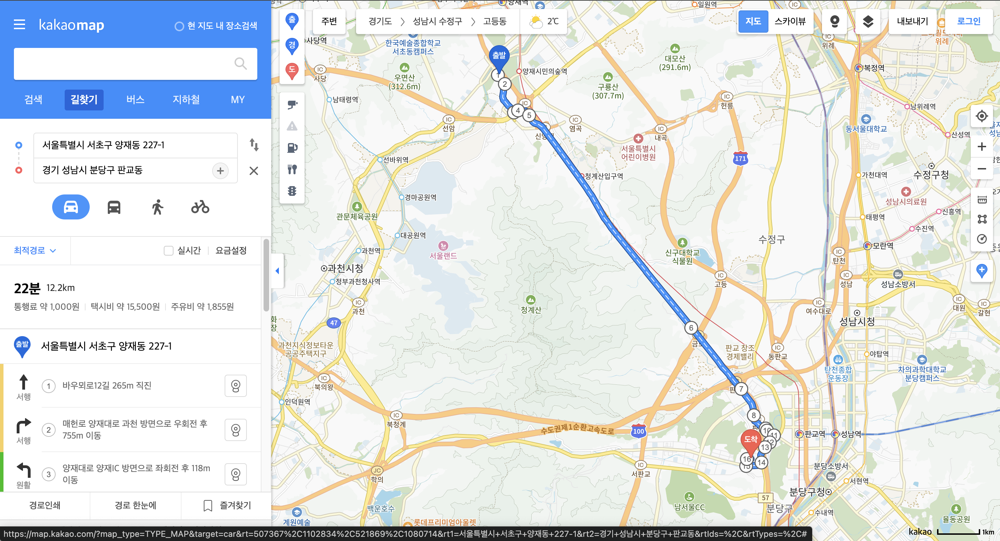 kakaomap
현 지도 내 장소검색
검색
길찾기
버스
지하철
MY
서울특별시 서초구 양재동 227-1
경기 성남시 분당구 판교동
최적경로
실시간
요금설정
22분 12.2km
통행료 약 1,000원
택시비 약 15,500원
주유비 약 1,855원
출발
서울특별시 서초구 양재동 227-1
서행
1
바우뫼로12길 265m 직진
서행
2
매헌로 양재대로 과천 방면으로 우회전 후
755m 이동
원활
3
양재대로 양재IC 방면으로 좌회전 후 118m
이동
경로인쇄
경로 한눈에
즐겨찾기
https://map.kakao.com/?map_type=TYPE_MAP&target=car&rt=507367%2C1102834%2C521869%2C1080714&rt1=서울특별시+서초구+양재동+227-1&rt2=경기+성남시+분당구+판교동&rtIds=%2C&rtTypes=%2C#
출
경
도
주변
경기도
성남시 수정구
고등동
2℃
지도
스카이뷰
내보내기
로그인
양재역
일원역
IC
사당역
한국예술종합학교
서초동캠퍼스
출발
대모산
(291.6m)
IC
위례
위례
복정역
IC
사당
우면산
(312.6m)
1
2
양재시민의숲역
구룡산
(307.7m)
남태령역
IC
헌릉
남위례역
IC
선암
4
5
IC
IC
염곡
IC
내곡
동서울대학교
산성역
서울특별시
어린이병원
171
선바위역
청계산입구역
가천대역
수정구청
성남시의료원
경마공원역
관문체육공원
신흥역
태평역
수진역
대공원역
수정구
모란역
과천역
서울랜드
신구대학교
식물원
IC
탄천
과천시청
정부과천청사역
IC
고등
IC
성남
성남소방서
IC
과천
청계산
IC
여수대로
IC
대원
IC
갈현
47
6
성남시청
과천지식정보타운
공공주택지구
판교 창조
경제밸리
IC
동판교
야탑역
탄천종합
운동장
차의과학대학교
분당캠퍼스
IC
북의왕
7
인덕원역
IC
북청계
8
수도권제1순환고속도로
100
10
11
12
13
도착
판교역
성남역
16
15
14
IC
서판교
JC
학의
분당소방서
서현역
분당구청
57
남서울CC
분당구
백운호수
수내역
율동공원
계원예술
롯데프리미엄아울렛
kakao
1km